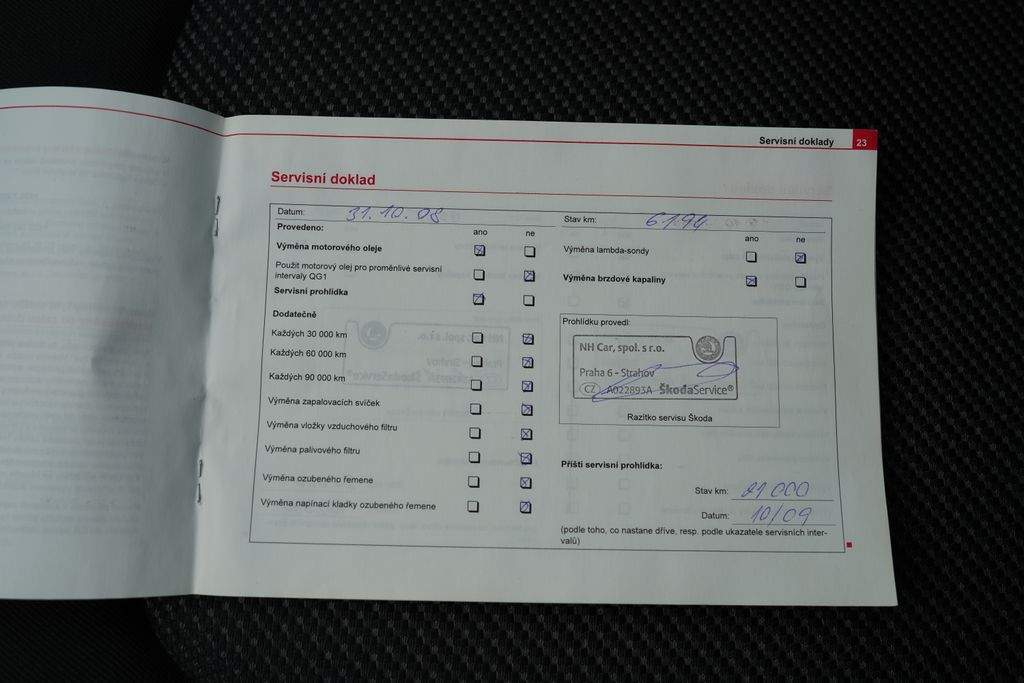 Servisní doklady 23
Servisní doklad
Datum: 31.10.08
Stav km: 6194
Provedeno:
ano ne
Výměna motorového oleje
Použit motorový olej pro proměnlivé servisní
intervaly QG1
Servisní prohlídka
Dodatečně
Každých 30 000 km
Každých 60 000 km
Každých 90 000 km
Výměna zapalovacích svíček
Výměna vložky vzduchového filtru
Výměna palivového filtru
Výměna ozubeného řemene
Výměna napínací kladky ozubeného řemene
ano ne
Výměna lambda-sondy
Výměna brzdové kapaliny
Prohlídku provedl:
NH Car, spol. s r.o.
Praha 6 - Strahov
CZ A022893A ŠkodaService®
Razítko servisu Škoda
Příští servisní prohlídka:
Stav km: 21 000
Datum: 10/09
(podle toho, co nastane dříve, resp. podle ukazatele servisních inter-
valů)